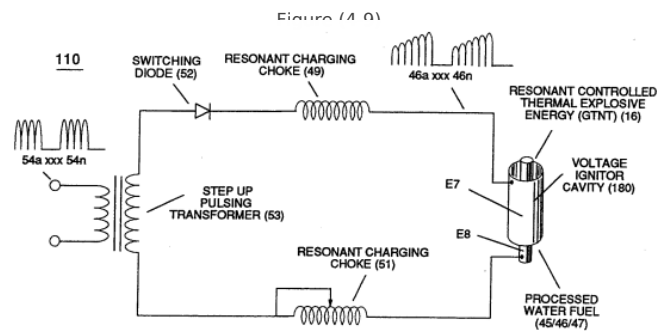 Figure (4-9)
110
SWITCHING
DIODE (52)
RESONANT CHARGING
CHOKE (49)
46a xxx 46n
RESONANT CONTROLLED
THERMAL EXPLOSIVE
ENERGY (GTNT) (16)
54a xxx 54n
STEP UP
PULSING
TRANSFORMER (53)
E7
VOLTAGE
IGNITOR
CAVITY (180)
E8
RESONANT CHARGING
CHOKE (51)
PROCESSED
WATER FUEL
(45/46/47)